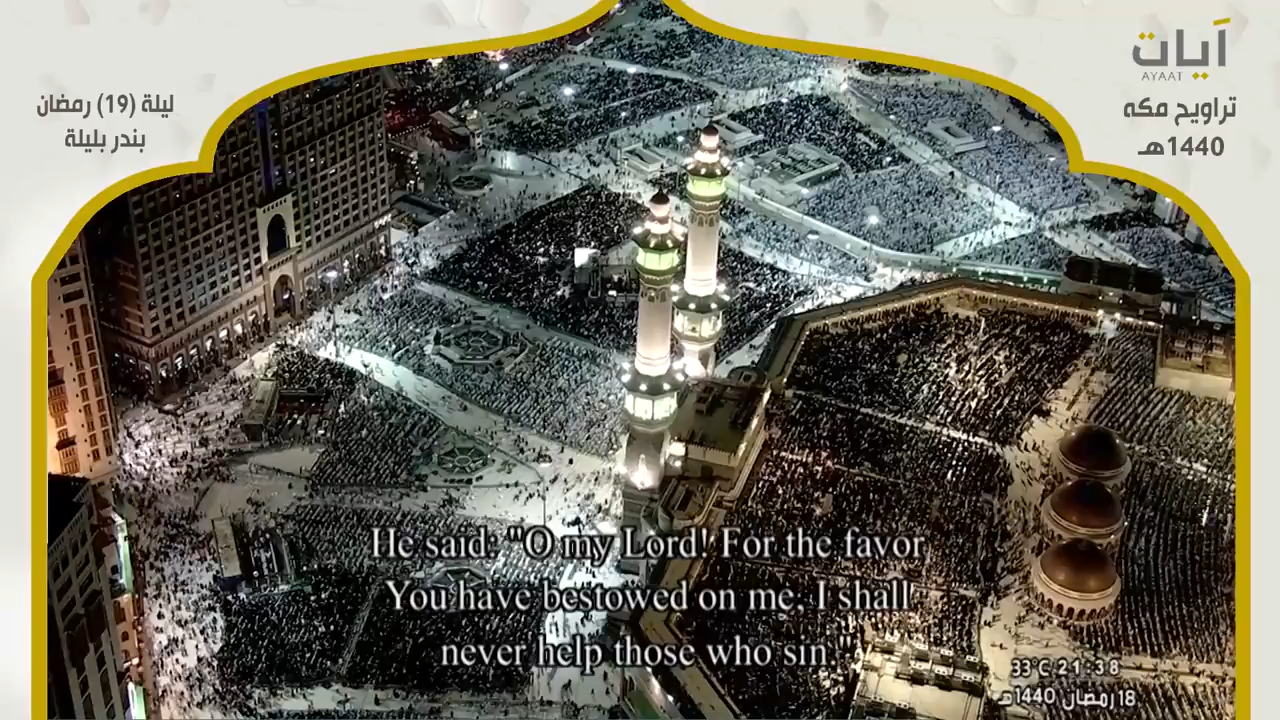 آيات
AYAAT
تراويح مكه
1440هـ
ليلة (19) رمضان
بندر بليلة
He said: "O my Lord! For the favor
You have bestowed on me, I shall
never help those who sin."
33°C 21:38
18 رمضان 1440هـ